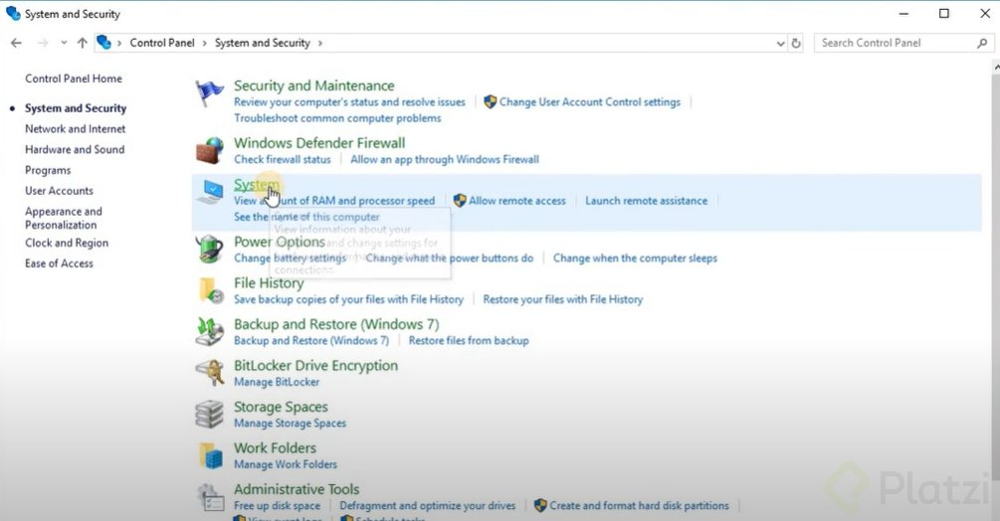 System and Security
Control Panel > System and Security >
Search Control Panel
Control Panel Home
System and Security
Network and Internet
Hardware and Sound
Programs
User Accounts
Appearance and
Personalization
Clock and Region
Ease of Access
Security and Maintenance
Review your computer's status and resolve issues | Change User Account Control settings
Troubleshoot common computer problems
Windows Defender Firewall
Check firewall status | Allow an app through Windows Firewall
System
View amount of RAM and processor speed | Allow remote access | Launch remote assistance
See the name of this computer
View information about your
and change settings for
connections.
Power Options
Change battery settings | Change what the power buttons do | Change when the computer sleeps
File History
Save backup copies of your files with File History | Restore your files with File History
Backup and Restore (Windows 7)
Backup and Restore (Windows 7) | Restore files from backup
BitLocker Drive Encryption
Manage BitLocker
Storage Spaces
Manage Storage Spaces
Work Folders
Manage Work Folders
Administrative Tools
Free up disk space | Defragment and optimize your drives | Create and format hard disk partitions
View event logs | Schedule tasks
Platzi